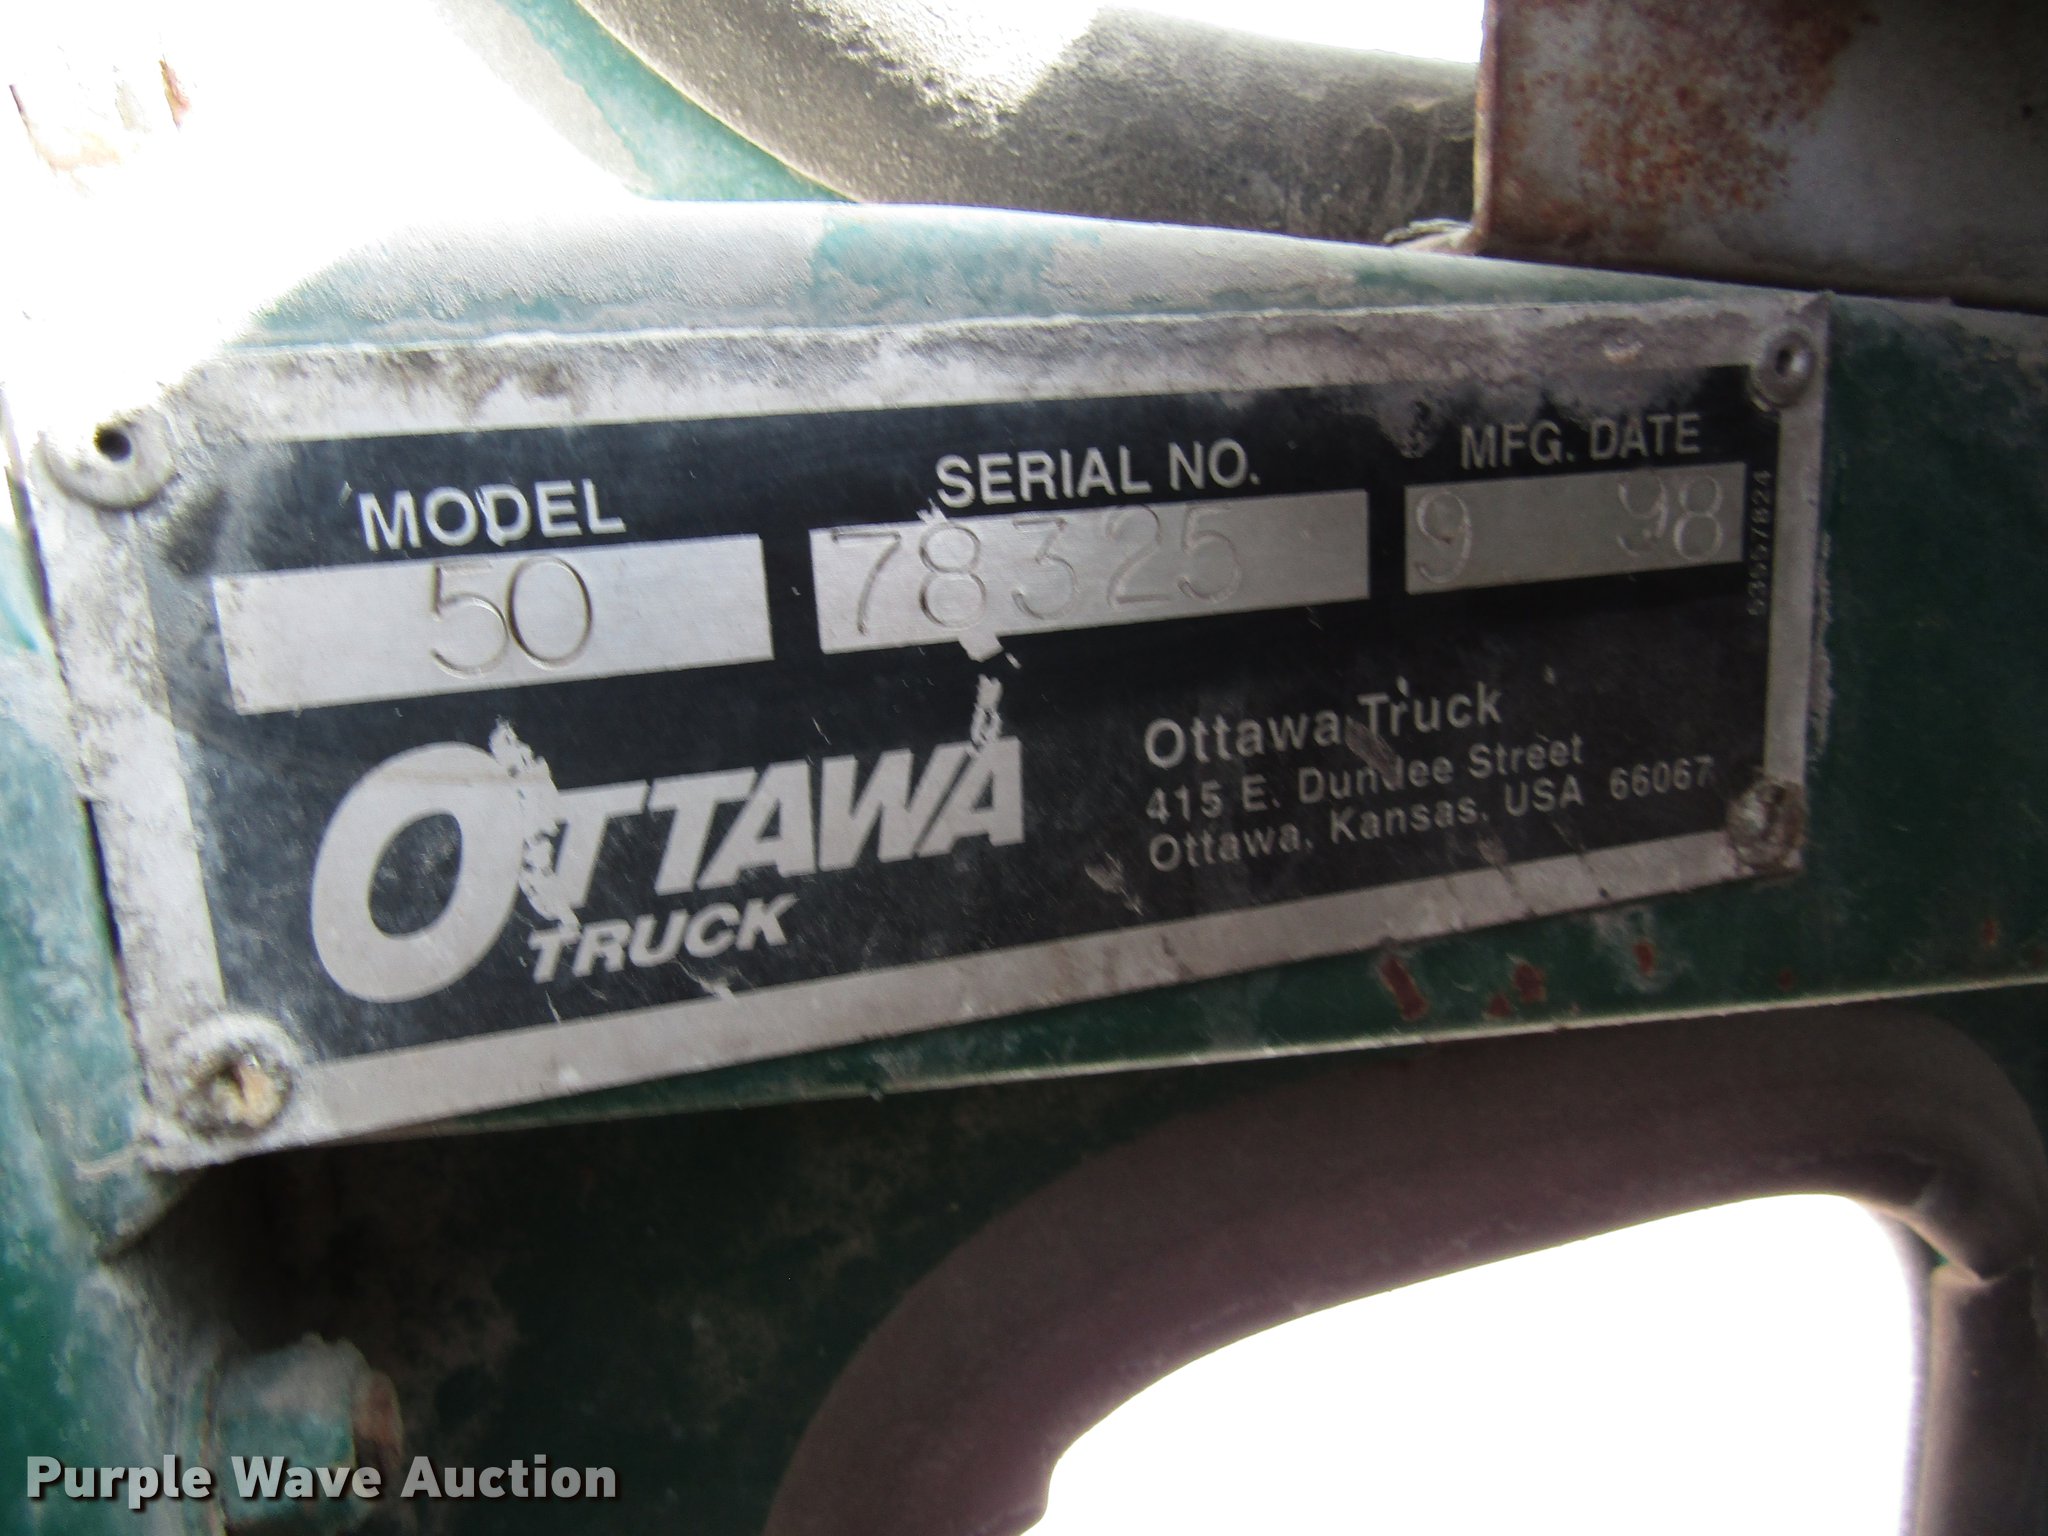 MODEL SERIAL NO. MFG. DATE
50 78325 9 98
OTTAWA
TRUCK
Ottawa Truck
415 E. Dundee Street
Ottawa, Kansas, USA 66067
5357824
Purple Wave Auction